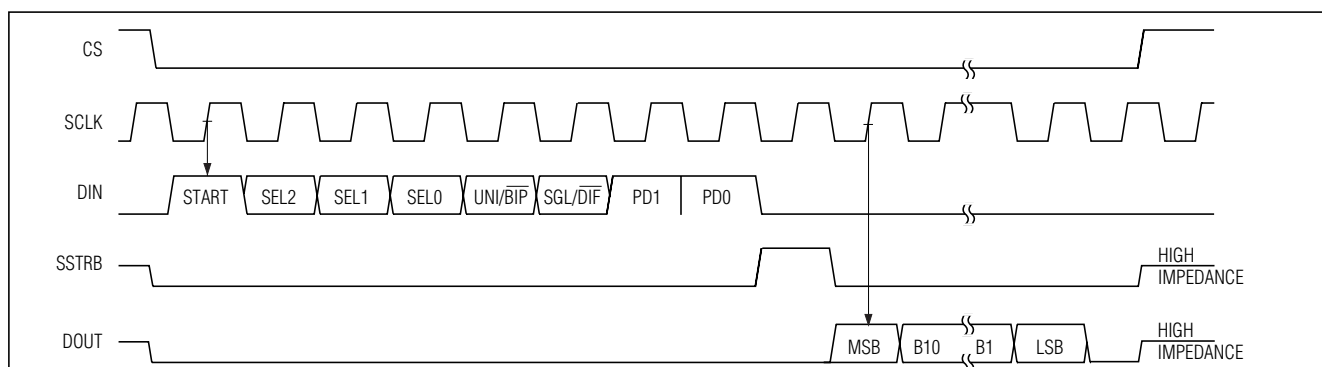 CS
SCLK
DIN START SEL2 SEL1 SEL0 UNI/BIP SGL/DIF PD1 PD0
SSTRB HIGH
IMPEDANCE
DOUT MSB B10 B1 LSB HIGH
IMPEDANCE